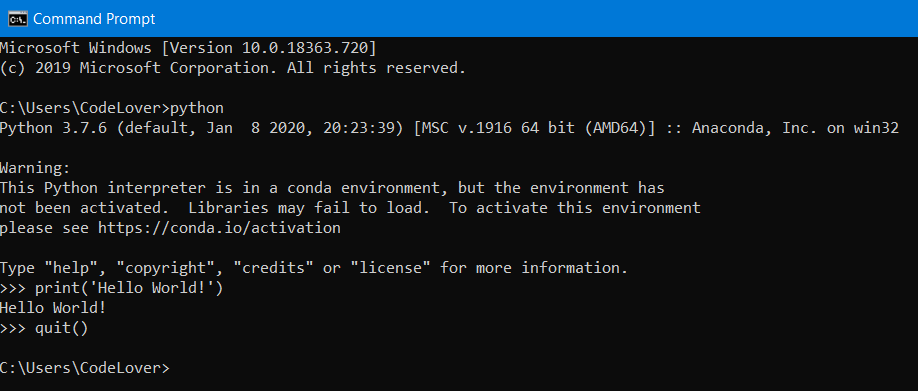 Command Prompt
Microsoft Windows [Version 10.0.18363.720]
(c) 2019 Microsoft Corporation. All rights reserved.
C:\Users\CodeLover>python
Python 3.7.6 (default, Jan  8 2020, 20:23:39) [MSC v.1916 64 bit (AMD64)] :: Anaconda, Inc. on win32
Warning:
This Python interpreter is in a conda environment, but the environment has
not been activated.  Libraries may fail to load.  To activate this environment
please see https://conda.io/activation
Type "help", "copyright", "credits" or "license" for more information.
>>> print('Hello World!')
Hello World!
>>> quit()
C:\Users\CodeLover>